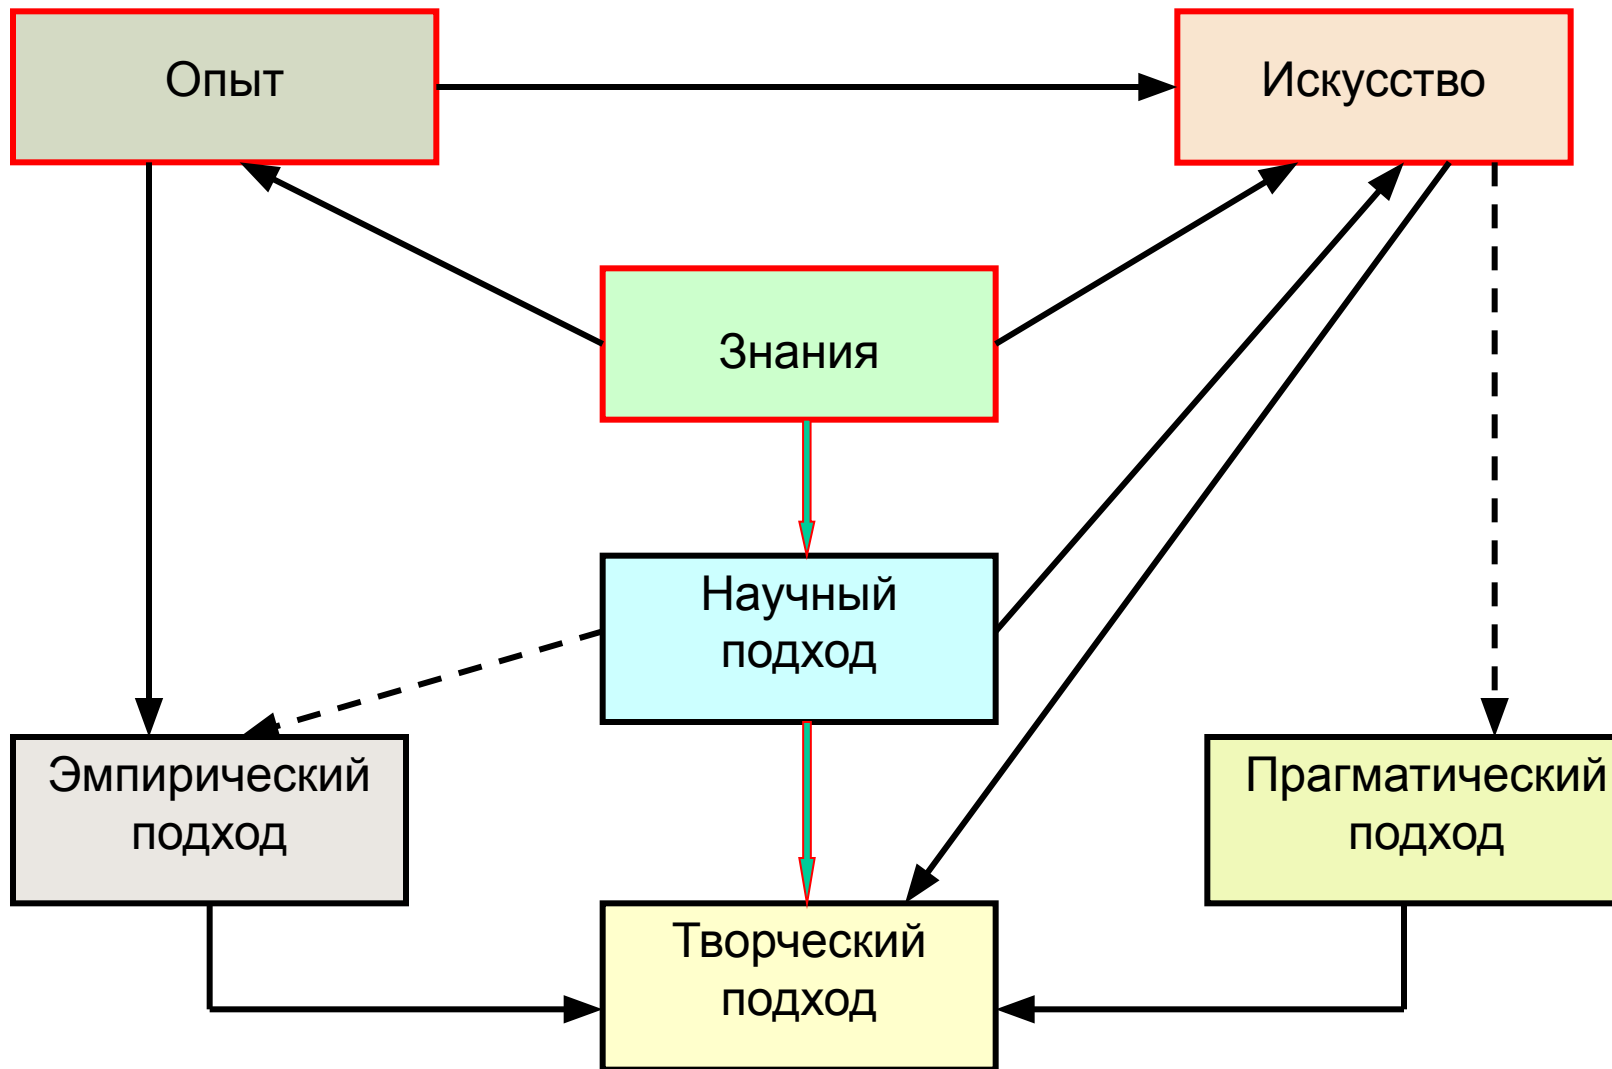 Опыт
Искусство
Знания
Научный
подход
Эмпирический
подход
Прагматический
подход
Творческий
подход